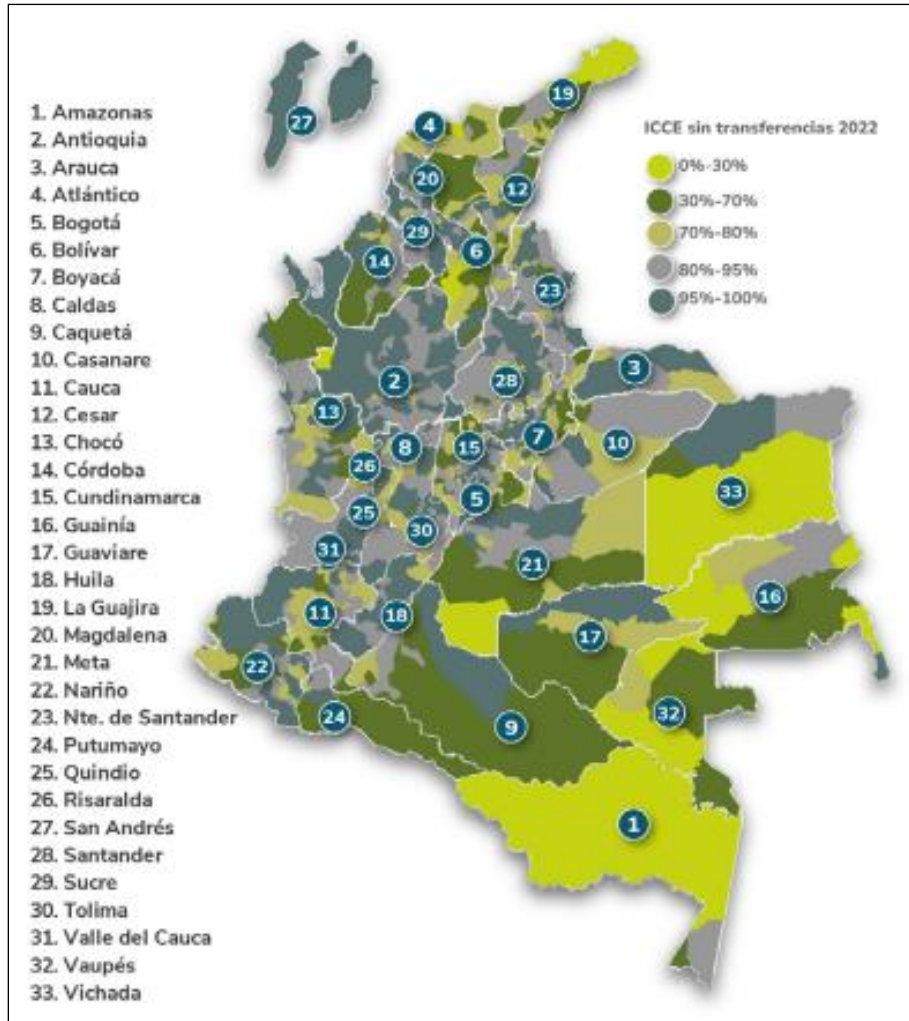 1. Amazonas
2. Antioquia
3. Arauca
4. Atlántico
5. Bogotá
6. Bolívar
7. Boyacá
8. Caldas
9. Caquetá
10. Casanare
11. Cauca
12. Cesar
13. Chocó
14. Córdoba
15. Cundinamarca
16. Guainía
17. Guaviare
18. Huila
19. La Guajira
20. Magdalena
21. Meta
22. Nariño
23. Nte. de Santander
24. Putumayo
25. Quindio
26. Risaralda
27. San Andrés
28. Santander
29. Sucre
30. Tolima
31. Valle del Cauca
32. Vaupés
33. Vichada
ICCE sin transferencias 2022
0%-30%
30%-70%
70%-80%
80%-95%
95%-100%
27
19
4
20
12
29
14
6
23
3
2
28
13
7
10
8
15
26
33
5
25
30
31
21
16
11
18
17
22
32
24
9
1